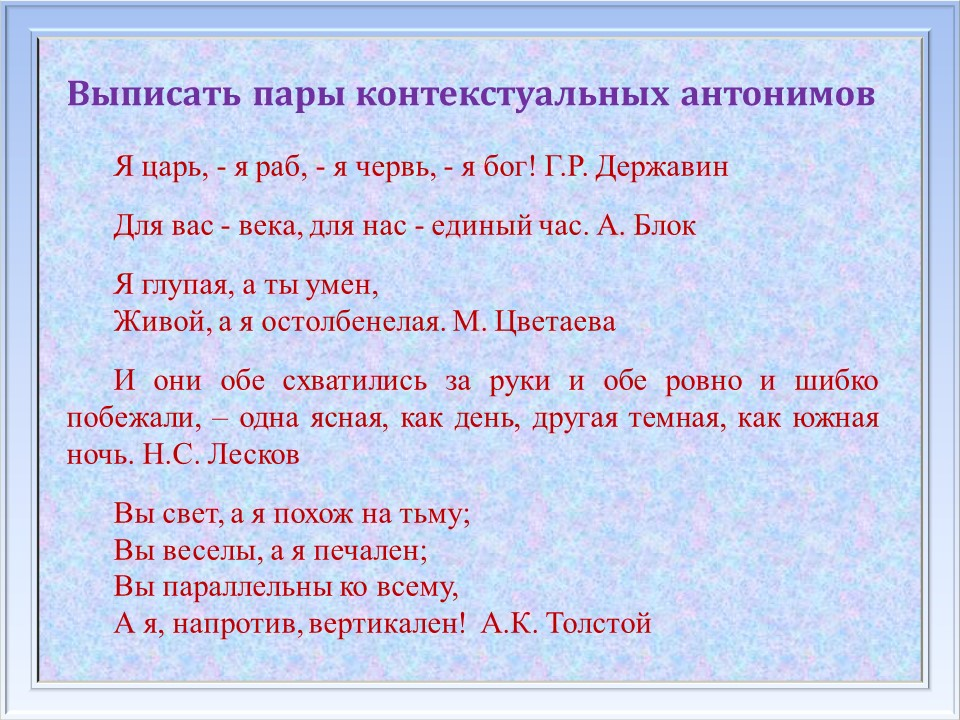 Выписать пары контекстуальных антонимов
Я царь, - я раб, - я червь, - я бог! Г.Р. Державин
Для вас - века, для нас - единый час. А. Блок
Я глупая, а ты умен,
Живой, а я остолбенелая. М. Цветаева
И они обе схватились за руки и обе ровно и шибко
побежали, – одна ясная, как день, другая темная, как южная
ночь. Н.С. Лесков
Вы свет, а я похож на тьму;
Вы веселы, а я печален;
Вы параллельны ко всему,
А я, напротив, вертикален! А.К. Толстой